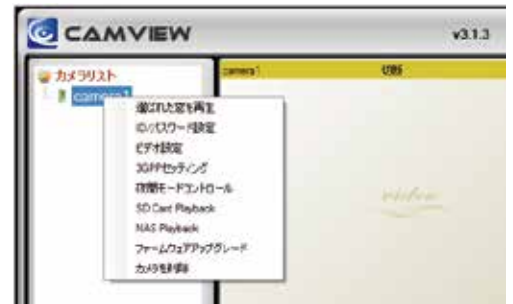 CAMVIEW
v3.1.3
カメラリスト
camera1
camera1
切断
選ばれた窓を再生
ID/パスワード設定
ビデオ設定
3GPPセッティング
夜間モードコントロール
SD Card Playback
NAS Playback
ファームウェアアップグレード
カメラを削除